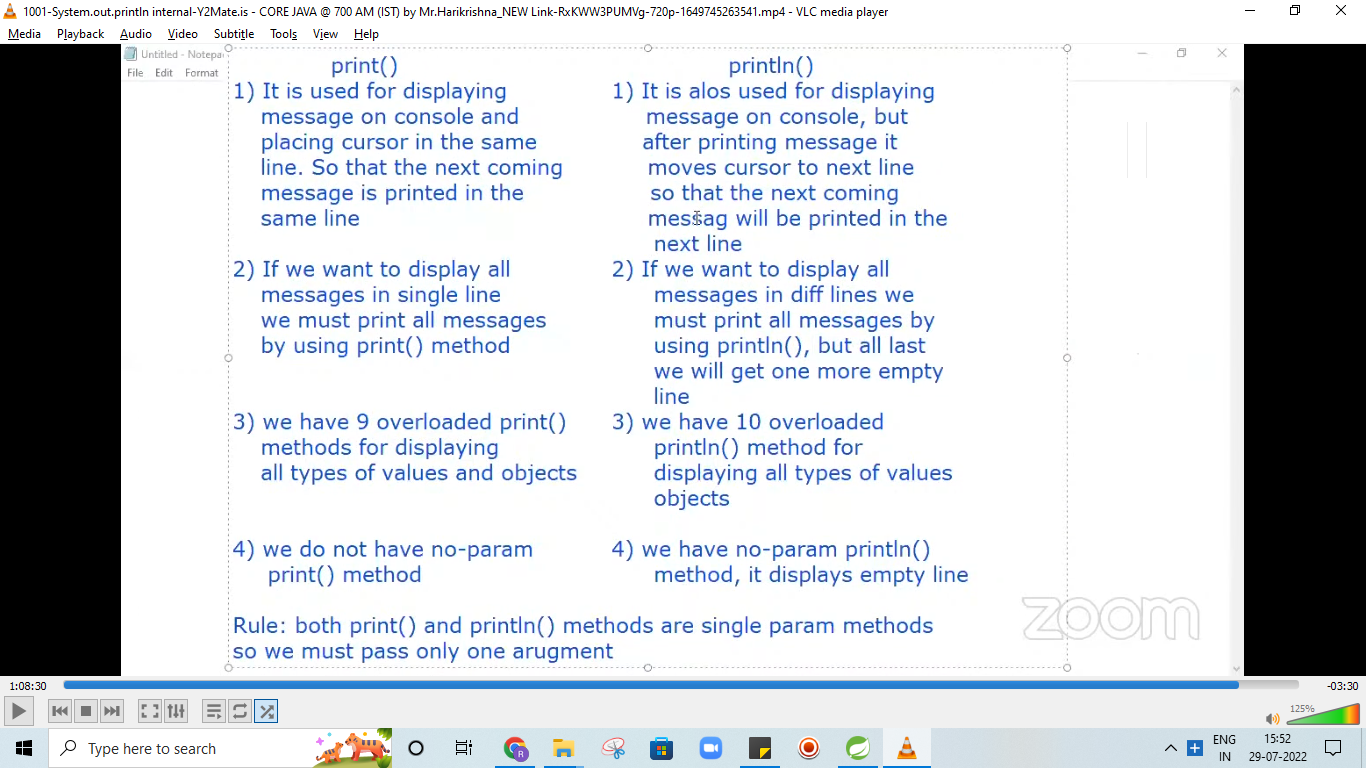 1001-System.out.println internal-Y2Mate.is - CORE JAVA @ 700 AM (IST) by Mr.Harikrishna_NEW Link-RxKWW3PUMVg-720p-1649745263541.mp4 - VLC media player
Media Playback Audio Video Subtitle Tools View Help
Untitled - Notepa
File Edit Format
print()
1) It is used for displaying
message on console and
placing cursor in the same
line. So that the next coming
message is printed in the
same line
2) If we want to display all
messages in single line
we must print all messages
by using print() method
3) we have 9 overloaded print()
methods for displaying
all types of values and objects
4) we do not have no-param
print() method
println()
1) It is alos used for displaying
message on console, but
after printing message it
moves cursor to next line
so that the next coming
messag will be printed in the
next line
2) If we want to display all
messages in diff lines we
must print all messages by
using println(), but all last
we will get one more empty
line
3) we have 10 overloaded
println() method for
displaying all types of values
objects
4) we have no-param println()
method, it displays empty line
Rule: both print() and println() methods are single param methods
so we must pass only one arugment
zoom
1:08:30
-03:30
125%
Type here to search
R
ENG
IN
15:52
29-07-2022